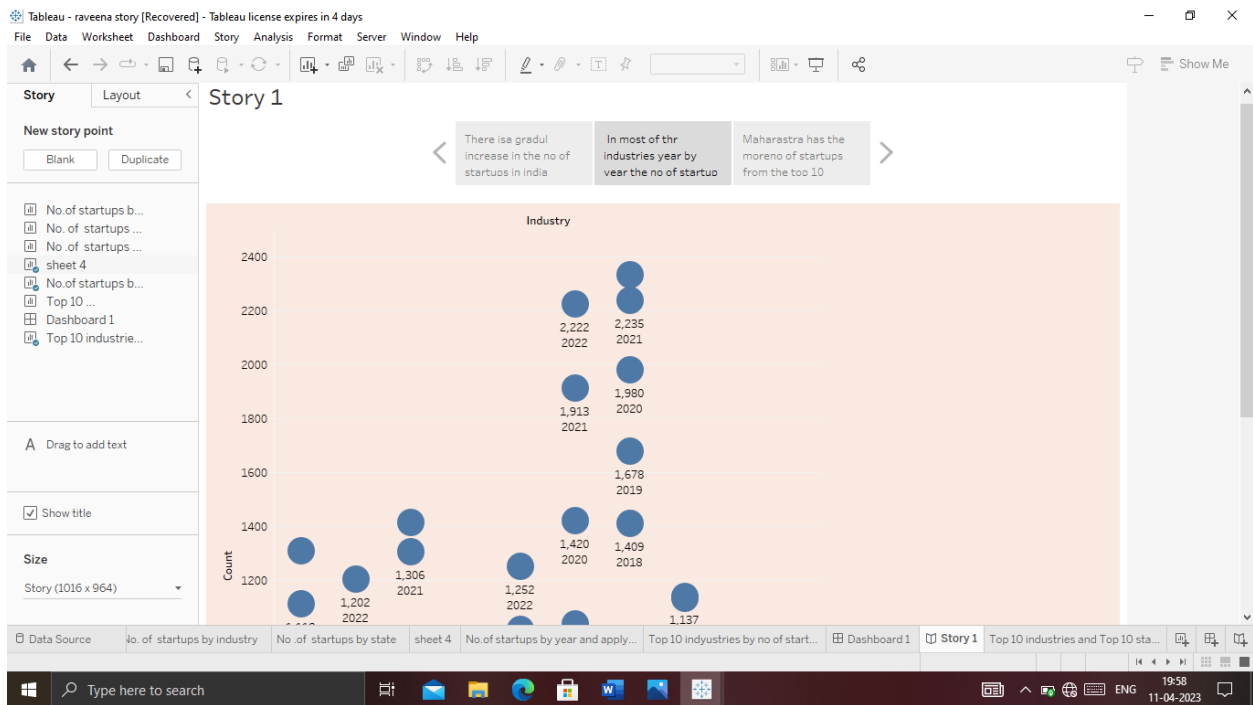 Tableau - raveena story [Recovered] - Tableau license expires in 4 days
File Data Worksheet Dashboard Story Analysis Format Server Window Help
Show Me
Story Layout
New story point
Blank Duplicate
No.of startups b...
No. of startups ...
No .of startups ...
sheet 4
No.of startups b...
Top 10 ...
Dashboard 1
Top 10 industrie...
A Drag to add text
Show title
Size
Story (1016 x 964)
Story 1
There isa gradul
increase in the no of
startups in india
In most of thr
industries year by
year the no of startup
Maharastra has the
moreno of startups
from the top 10
Industry
2400
2200
2000
1800
1600
1400
1200
Count
2,222
2022
2,235
2021
1,913
2021
1,980
2020
1,678
2019
1,420
2020
1,409
2018
1,306
2021
1,202
2022
1,252
2022
1,137
Data Source No. of startups by industry No .of startups by state sheet 4 No.of startups by year and apply... Top 10 indyustries by no of start... Dashboard 1 Story 1 Top 10 industries and Top 10 sta...
Type here to search
ENG
19:58
11-04-2023